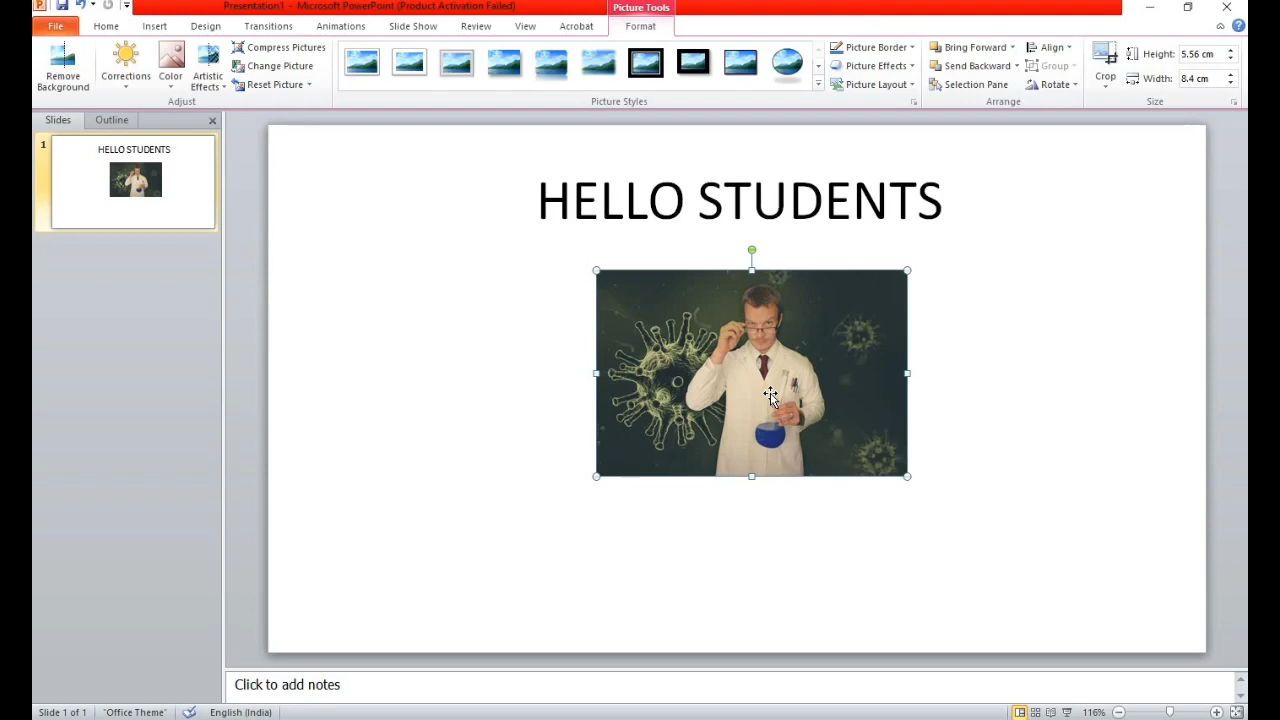 Presentation1 - Microsoft PowerPoint (Product Activation Failed)
Picture Tools
File
Home
Insert
Design
Transitions
Animations
Slide Show
Review
View
Acrobat
Format
Remove Background
Corrections
Color
Artistic Effects
Compress Pictures
Change Picture
Reset Picture
Adjust
Picture Styles
Picture Border
Picture Effects
Picture Layout
Bring Forward
Send Backward
Selection Pane
Align
Group
Rotate
Arrange
Crop
Height: 5.56 cm
Width: 8.4 cm
Size
Slides
Outline
1
HELLO STUDENTS
HELLO STUDENTS
Click to add notes
Slide 1 of 1
"Office Theme"
English (India)
116%